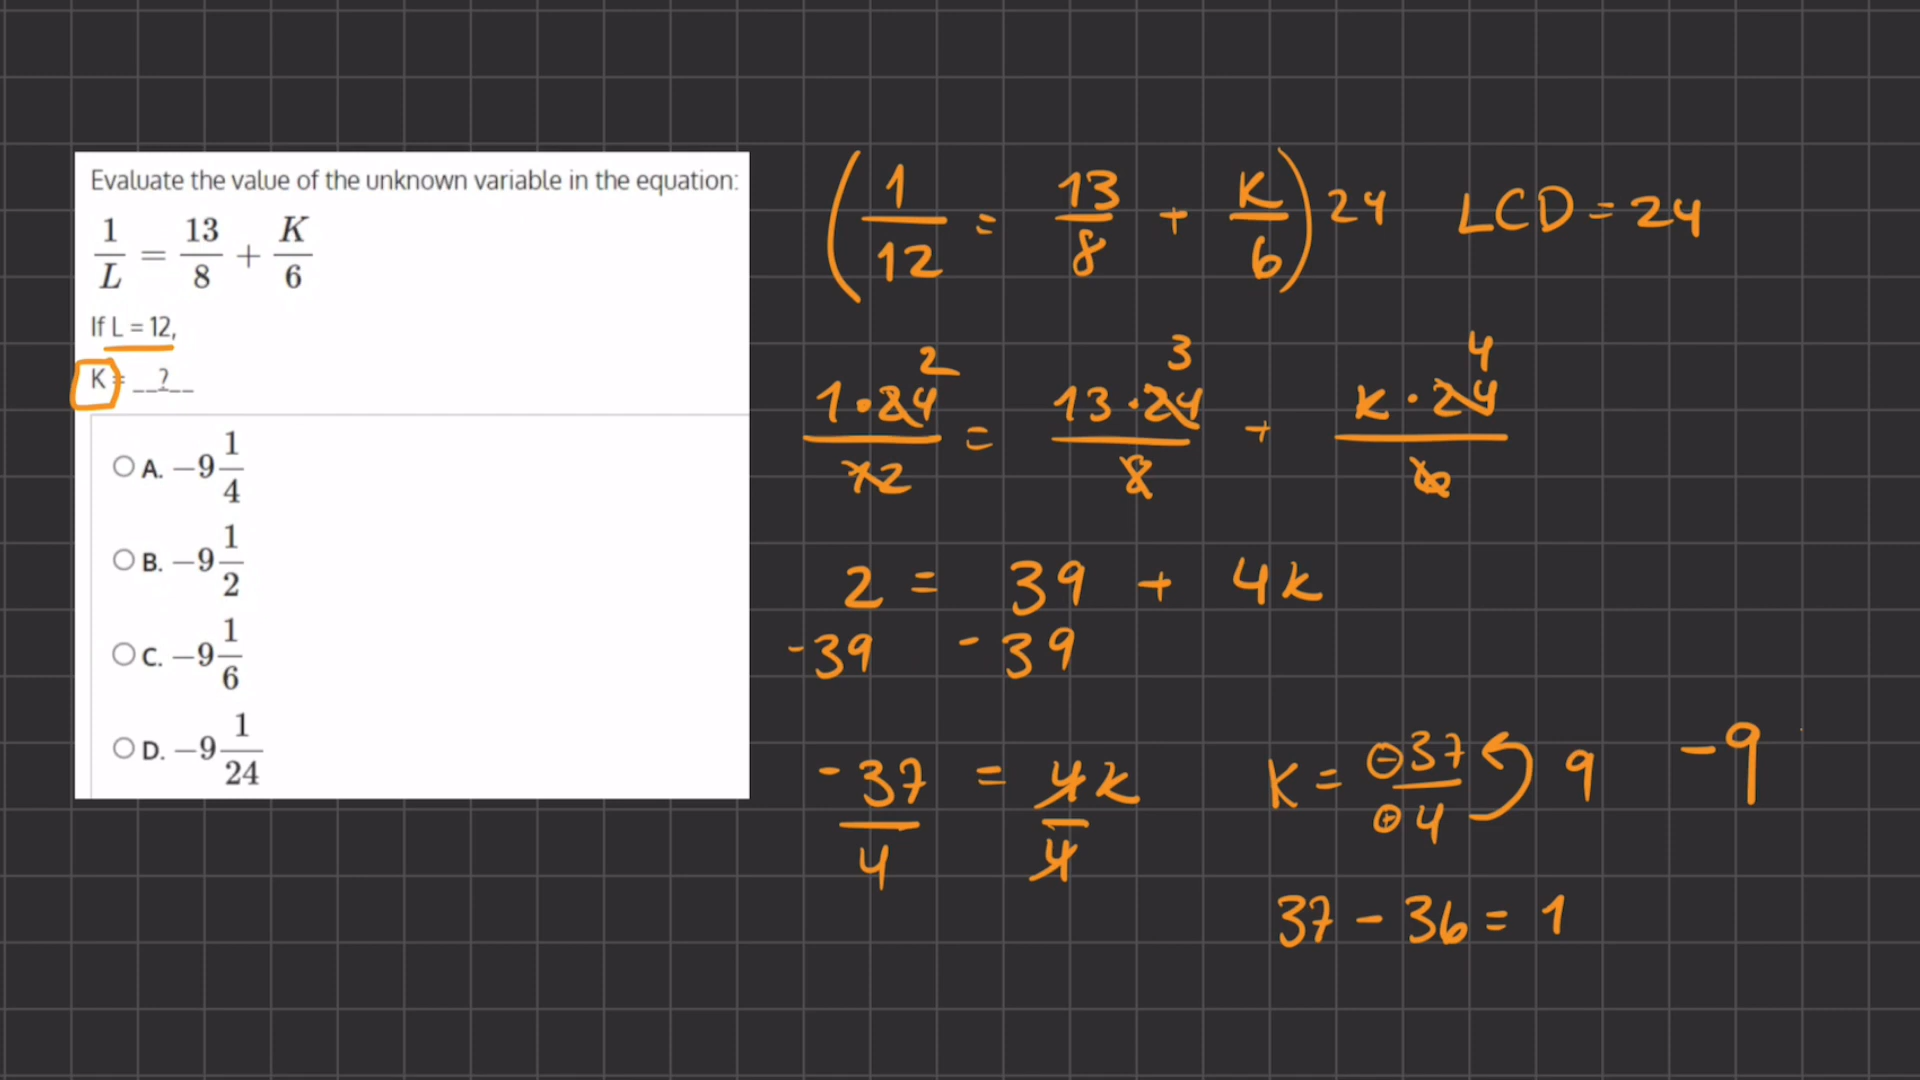 Evaluate the value of the unknown variable in the equation:
1/L = 13/8 + K/6
If L = 12,
K = __?__
A. −9 1/4
B. −9 1/2
C. −9 1/6
D. −9 1/24
(1/12 = 13/8 + K/6) 24 LCD = 24
2 3 4
1·24/12 = 13·24/8 + K·24/6
2 = 39 + 4K
-39 -39
-37/4 = 4K/4 K = -37/+4 9 -9
37 - 36 = 1